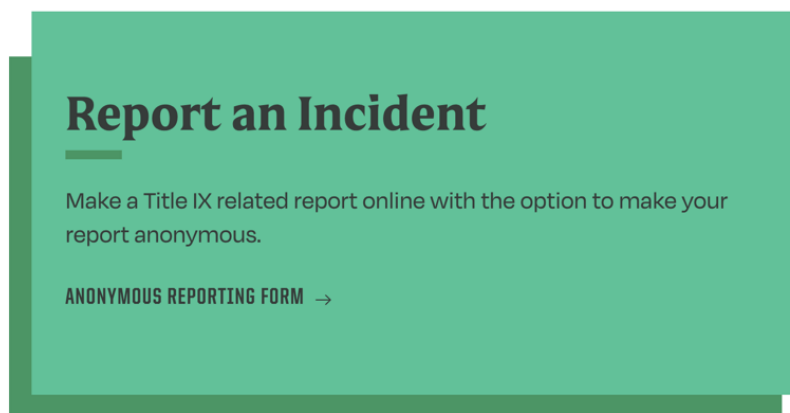 Report an Incident
Make a Title IX related report online with the option to make your
report anonymous.
ANONYMOUS REPORTING FORM →